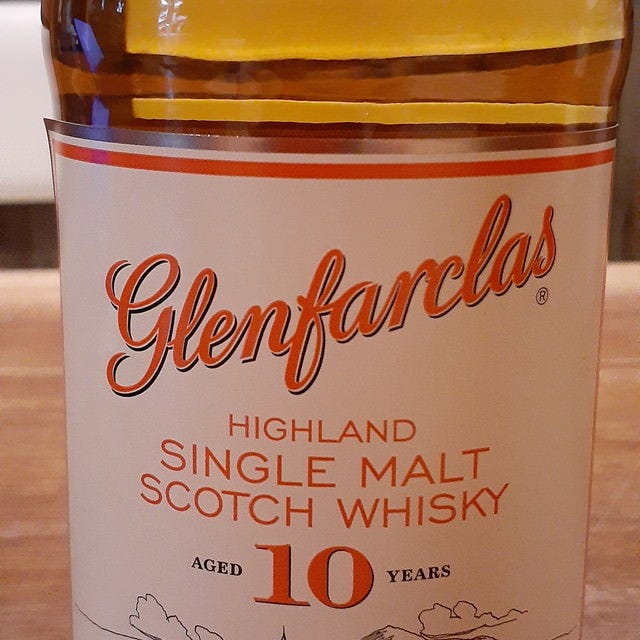 Glenfarclas®
HIGHLAND
SINGLE MALT
SCOTCH WHISKY
AGED 10 YEARS